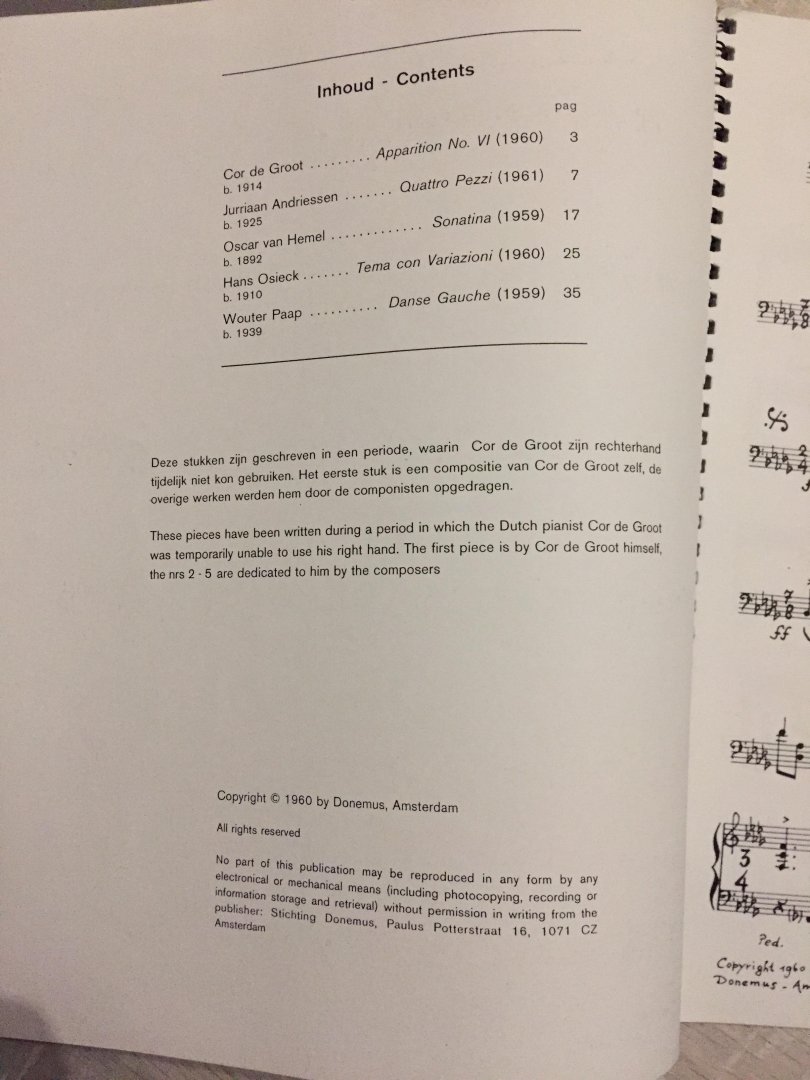 Inhoud - Contents
pag
Cor de Groot ......... Apparition No. VI (1960) 3
b. 1914
Jurriaan Andriessen ....... Quattro Pezzi (1961) 7
b. 1925
Oscar van Hemel ............. Sonatina (1959) 17
b. 1892
Hans Osieck ....... Tema con Variazioni (1960) 25
b. 1910
Wouter Paap .......... Danse Gauche (1959) 35
b. 1939
Deze stukken zijn geschreven in een periode, waarin Cor de Groot zijn rechterhand
tijdelijk niet kon gebruiken. Het eerste stuk is een compositie van Cor de Groot zelf, de
overige werken werden hem door de componisten opgedragen.
These pieces have been written during a period in which the Dutch pianist Cor de Groot
was temporarily unable to use his right hand. The first piece is by Cor de Groot himself,
the nrs 2 - 5 are dedicated to him by the composers
Copyright © 1960 by Donemus, Amsterdam
All rights reserved
No part of this publication may be reproduced in any form by any
electronical or mechanical means (including photocopying, recording or
information storage and retrieval) without permission in writing from the
publisher: Stichting Donemus, Paulus Potterstraat 16, 1071 CZ
Amsterdam
7
8
2
4
7
8
ff
3
4
Ped.
Copyright 1960
Donemus - Am